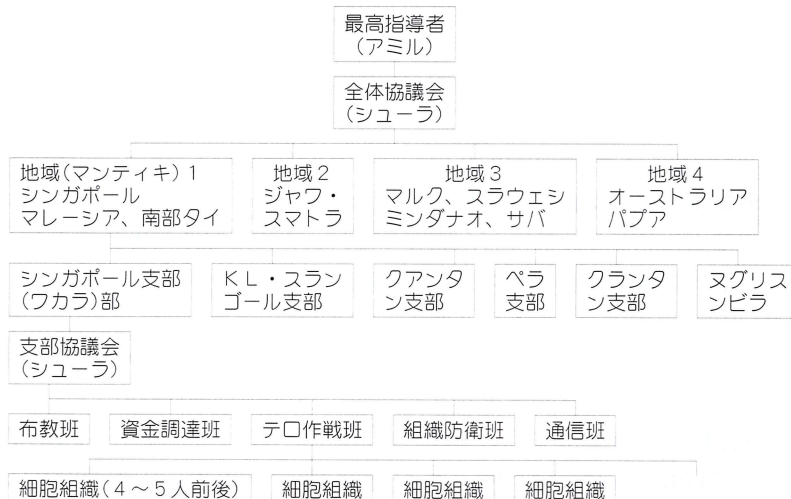 最高指導者
(アミル)
全体協議会
(シューラ)
地域(マンティキ)1
シンガポール
マレーシア、南部タイ
地域2
ジャワ・
スマトラ
地域3
マルク、スラウェシ
ミンダナオ、サバ
地域4
オーストラリア
パプア
シンガポール支部
(ワカラ)部
KL・スラン
ゴール支部
クアンタ
ン支部
ペラ
支部
クランタ
ン支部
ヌグリス
ンビラ
支部協議会
(シューラ)
布教班
資金調達班
テロ作戦班
組織防衛班
通信班
細胞組織(4~5人前後)
細胞組織
細胞組織
細胞組織